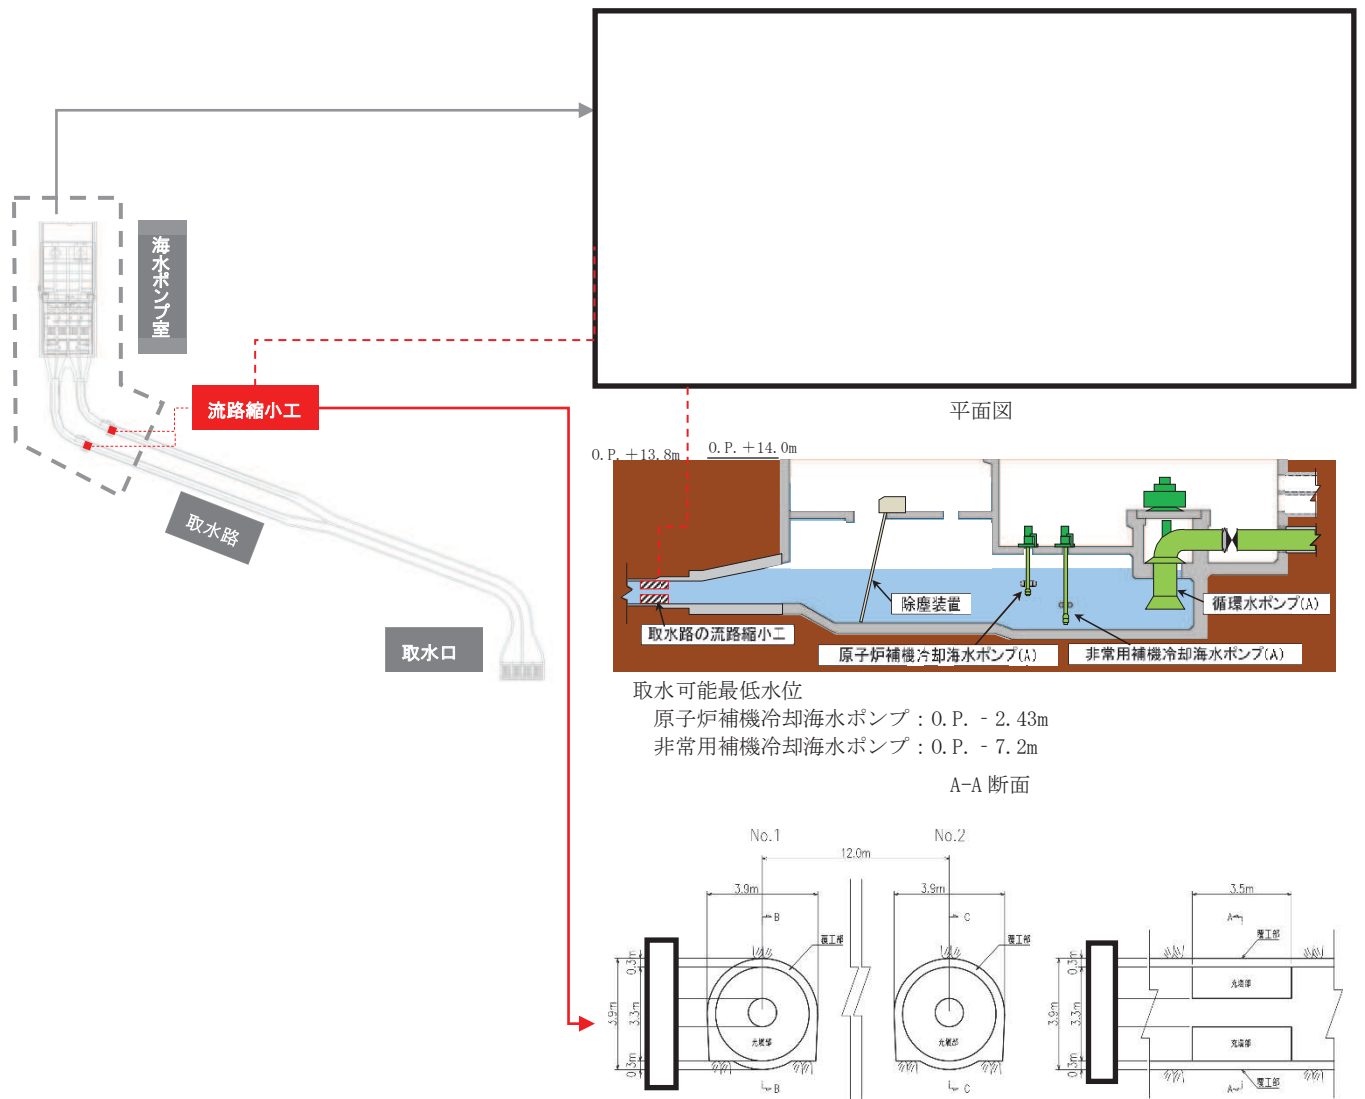 海水ポンプ室
流路縮小工
取水路
取水口
平面図
O.P.+13.8m
O.P.+14.0m
除塵装置
循環水ポンプ(A)
取水路の流路縮小工
原子炉補機冷却海水ポンプ(A)
非常用補機冷却海水ポンプ(A)
取水可能最低水位
原子炉補機冷却海水ポンプ：O.P. - 2.43m
非常用補機冷却海水ポンプ：O.P. - 7.2m
A-A 断面
No.1
No.2
12.0m
3.9m
3.9m
3.5m
B
C
A
覆工部
覆工部
覆工部
0.3m
3.9m
3.3m
0.3m
充塡部
充塡部
0.3m
3.9m
3.3m
0.3m
充塡部
充塡部
覆工部
B
C
A